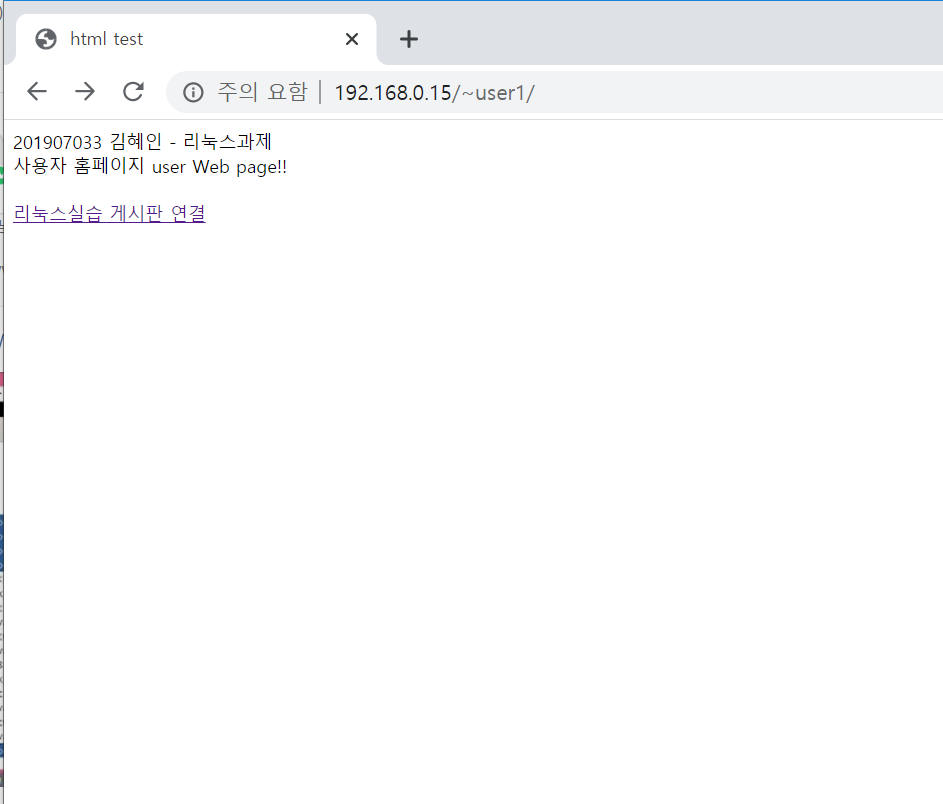 html test
주의 요함 | 192.168.0.15/~user1/
201907033 김혜인 - 리눅스과제
사용자 홈페이지 user Web page!!
리눅스실습 게시판 연결